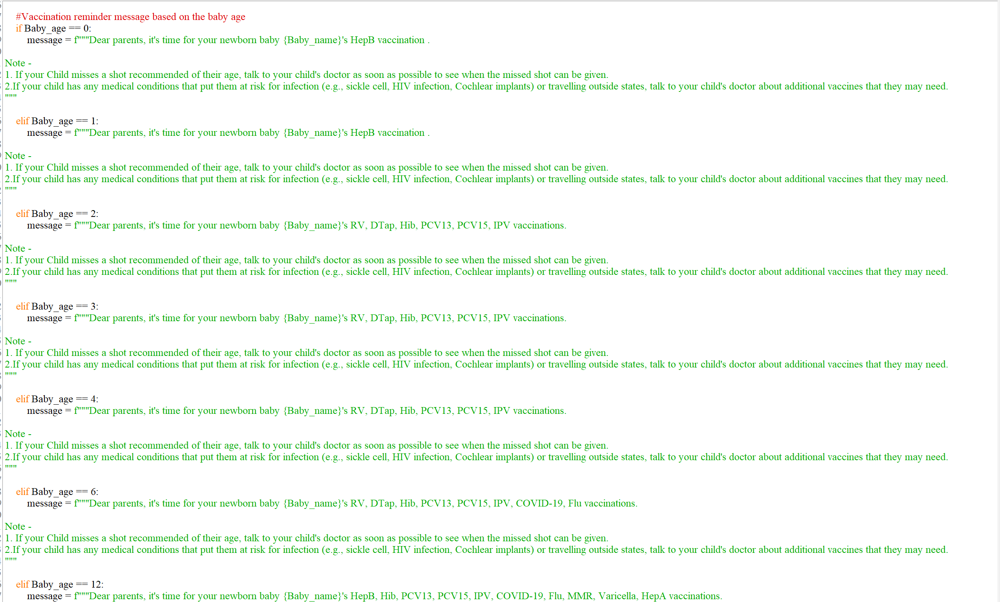 #Vaccination reminder message based on the baby age
if Baby_age == 0:
message = f"""Dear parents, it's time for your newborn baby {Baby_name}'s HepB vaccination .
Note -
1. If your Child misses a shot recommended of their age, talk to your child's doctor as soon as possible to see when the missed shot can be given.
2.If your child has any medical conditions that put them at risk for infection (e.g., sickle cell, HIV infection, Cochlear implants) or travelling outside states, talk to your child's doctor about additional vaccines that they may need.
"""
elif Baby_age == 1:
message = f"""Dear parents, it's time for your newborn baby {Baby_name}'s HepB vaccination .
Note -
1. If your Child misses a shot recommended of their age, talk to your child's doctor as soon as possible to see when the missed shot can be given.
2.If your child has any medical conditions that put them at risk for infection (e.g., sickle cell, HIV infection, Cochlear implants) or travelling outside states, talk to your child's doctor about additional vaccines that they may need.
"""
elif Baby_age == 2:
message = f"""Dear parents, it's time for your newborn baby {Baby_name}'s RV, DTap, Hib, PCV13, PCV15, IPV vaccinations.
Note -
1. If your Child misses a shot recommended of their age, talk to your child's doctor as soon as possible to see when the missed shot can be given.
2.If your child has any medical conditions that put them at risk for infection (e.g., sickle cell, HIV infection, Cochlear implants) or travelling outside states, talk to your child's doctor about additional vaccines that they may need.
"""
elif Baby_age == 3:
message = f"""Dear parents, it's time for your newborn baby {Baby_name}'s RV, DTap, Hib, PCV13, PCV15, IPV vaccinations.
Note -
1. If your Child misses a shot recommended of their age, talk to your child's doctor as soon as possible to see when the missed shot can be given.
2.If your child has any medical conditions that put them at risk for infection (e.g., sickle cell, HIV infection, Cochlear implants) or travelling outside states, talk to your child's doctor about additional vaccines that they may need.
"""
elif Baby_age == 4:
message = f"""Dear parents, it's time for your newborn baby {Baby_name}'s RV, DTap, Hib, PCV13, PCV15, IPV vaccinations.
Note -
1. If your Child misses a shot recommended of their age, talk to your child's doctor as soon as possible to see when the missed shot can be given.
2.If your child has any medical conditions that put them at risk for infection (e.g., sickle cell, HIV infection, Cochlear implants) or travelling outside states, talk to your child's doctor about additional vaccines that they may need.
"""
elif Baby_age == 6:
message = f"""Dear parents, it's time for your newborn baby {Baby_name}'s RV, DTap, Hib, PCV13, PCV15, IPV, COVID-19, Flu vaccinations.
Note -
1. If your Child misses a shot recommended of their age, talk to your child's doctor as soon as possible to see when the missed shot can be given.
2.If your child has any medical conditions that put them at risk for infection (e.g., sickle cell, HIV infection, Cochlear implants) or travelling outside states, talk to your child's doctor about additional vaccines that they may need.
"""
elif Baby_age == 12:
message = f"""Dear parents, it's time for your newborn baby {Baby_name}'s HepB, Hib, PCV13, PCV15, IPV, COVID-19, Flu, MMR, Varicella, HepA vaccinations.